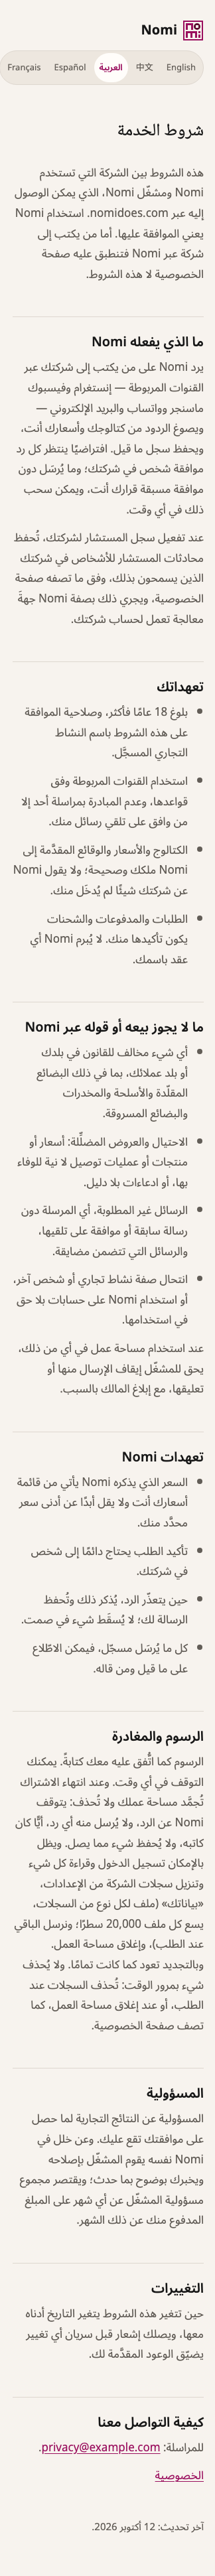 Nomi
English 中文 العربية Español Français
شروط الخدمة
هذه الشروط بين الشركة التي تستخدم
Nomi ومشغّل Nomi، الذي يمكن الوصول
إليه عبر nomidoes.com. استخدام Nomi
يعني الموافقة عليها. أما من يكتب إلى
شركة عبر Nomi فتنطبق عليه صفحة
الخصوصية لا هذه الشروط.
ما الذي يفعله Nomi
يرد Nomi على من يكتب إلى شركتك عبر
القنوات المربوطة — إنستغرام وفيسبوك
ماسنجر وواتساب والبريد الإلكتروني —
ويصوغ الردود من كتالوجك وأسعارك أنت،
ويحفظ سجل ما قيل. افتراضيًا ينتظر كل رد
موافقة شخص في شركتك؛ وما يُرسَل دون
موافقة مسبقة قرارك أنت، ويمكن سحب
ذلك في أي وقت.
عند تفعيل سجل المستشار لشركتك، تُحفظ
محادثات المستشار للأشخاص في شركتك
الذين يسمحون بذلك، وفق ما تصفه صفحة
الخصوصية، ويجري ذلك بصفة Nomi جهةَ
معالجة تعمل لحساب شركتك.
تعهداتك
بلوغ 18 عامًا فأكثر، وصلاحية الموافقة
على هذه الشروط باسم النشاط
التجاري المسجَّل.
استخدام القنوات المربوطة وفق
قواعدها، وعدم المبادرة بمراسلة أحد إلا
من وافق على تلقي رسائل منك.
الكتالوج والأسعار والوقائع المقدَّمة إلى
Nomi ملكك وصحيحة؛ ولا يقول Nomi
عن شركتك شيئًا لم يُدخَل منك.
الطلبات والمدفوعات والشحنات
يكون تأكيدها منك. لا يُبرم Nomi أي
عقد باسمك.
ما لا يجوز بيعه أو قوله عبر Nomi
أي شيء مخالف للقانون في بلدك
أو بلد عملائك، بما في ذلك البضائع
المقلّدة والأسلحة والمخدرات
والبضائع المسروقة.
الاحتيال والعروض المضلِّلة: أسعار أو
منتجات أو عمليات توصيل لا نية للوفاء
بها، أو ادعاءات بلا دليل.
الرسائل غير المطلوبة، أي المرسلة دون
رسالة سابقة أو موافقة على تلقيها،
والرسائل التي تتضمن مضايقة.
انتحال صفة نشاط تجاري أو شخص آخر،
أو استخدام Nomi على حسابات بلا حق
في استخدامها.
عند استخدام مساحة عمل في أي من ذلك،
يحق للمشغّل إيقاف الإرسال منها أو
تعليقها، مع إبلاغ المالك بالسبب.
تعهدات Nomi
السعر الذي يذكره Nomi يأتي من قائمة
أسعارك أنت ولا يقل أبدًا عن أدنى سعر
محدَّد منك.
تأكيد الطلب يحتاج دائمًا إلى شخص
في شركتك.
حين يتعذّر الرد، يُذكر ذلك وتُحفظ
الرسالة لك؛ لا يُسقَط شيء في صمت.
كل ما يُرسَل مسجّل، فيمكن الاطّلاع
على ما قيل ومن قاله.
الرسوم والمغادرة
الرسوم كما اتُّفق عليه معك كتابةً. يمكنك
التوقف في أي وقت. وعند انتهاء الاشتراك
تُجمَّد مساحة عملك ولا تُحذف: يتوقف
Nomi عن الرد، ولا يُرسل منه أي رد، أيًّا كان
كاتبه، ولا يُحفظ شيء مما يصل. ويظل
بالإمكان تسجيل الدخول وقراءة كل شيء
وتنزيل سجلات الشركة من الإعدادات،
«بياناتك» (ملف لكل نوع من السجلات،
يسع كل ملف 20,000 سطرًا؛ ونرسل الباقي
عند الطلب)، وإغلاق مساحة العمل.
وبالتجديد تعود كما كانت تمامًا. ولا يُحذف
شيء بمرور الوقت: تُحذف السجلات عند
الطلب، أو عند إغلاق مساحة العمل، كما
تصف صفحة الخصوصية.
المسؤولية
المسؤولية عن النتائج التجارية لما حصل
على موافقتك تقع عليك. وعن خلل في
Nomi نفسه يقوم المشغّل بإصلاحه
ويخبرك بوضوح بما حدث؛ ويقتصر مجموع
مسؤولية المشغّل عن أي شهر على المبلغ
المدفوع منك عن ذلك الشهر.
التغييرات
حين تتغير هذه الشروط يتغير التاريخ أدناه
معها، ويصلك إشعار قبل سريان أي تغيير
يضيّق الوعود المقدَّمة لك.
كيفية التواصل معنا
للمراسلة: privacy@example.com.
الخصوصية
آخر تحديث: 12 أكتوبر 2026.